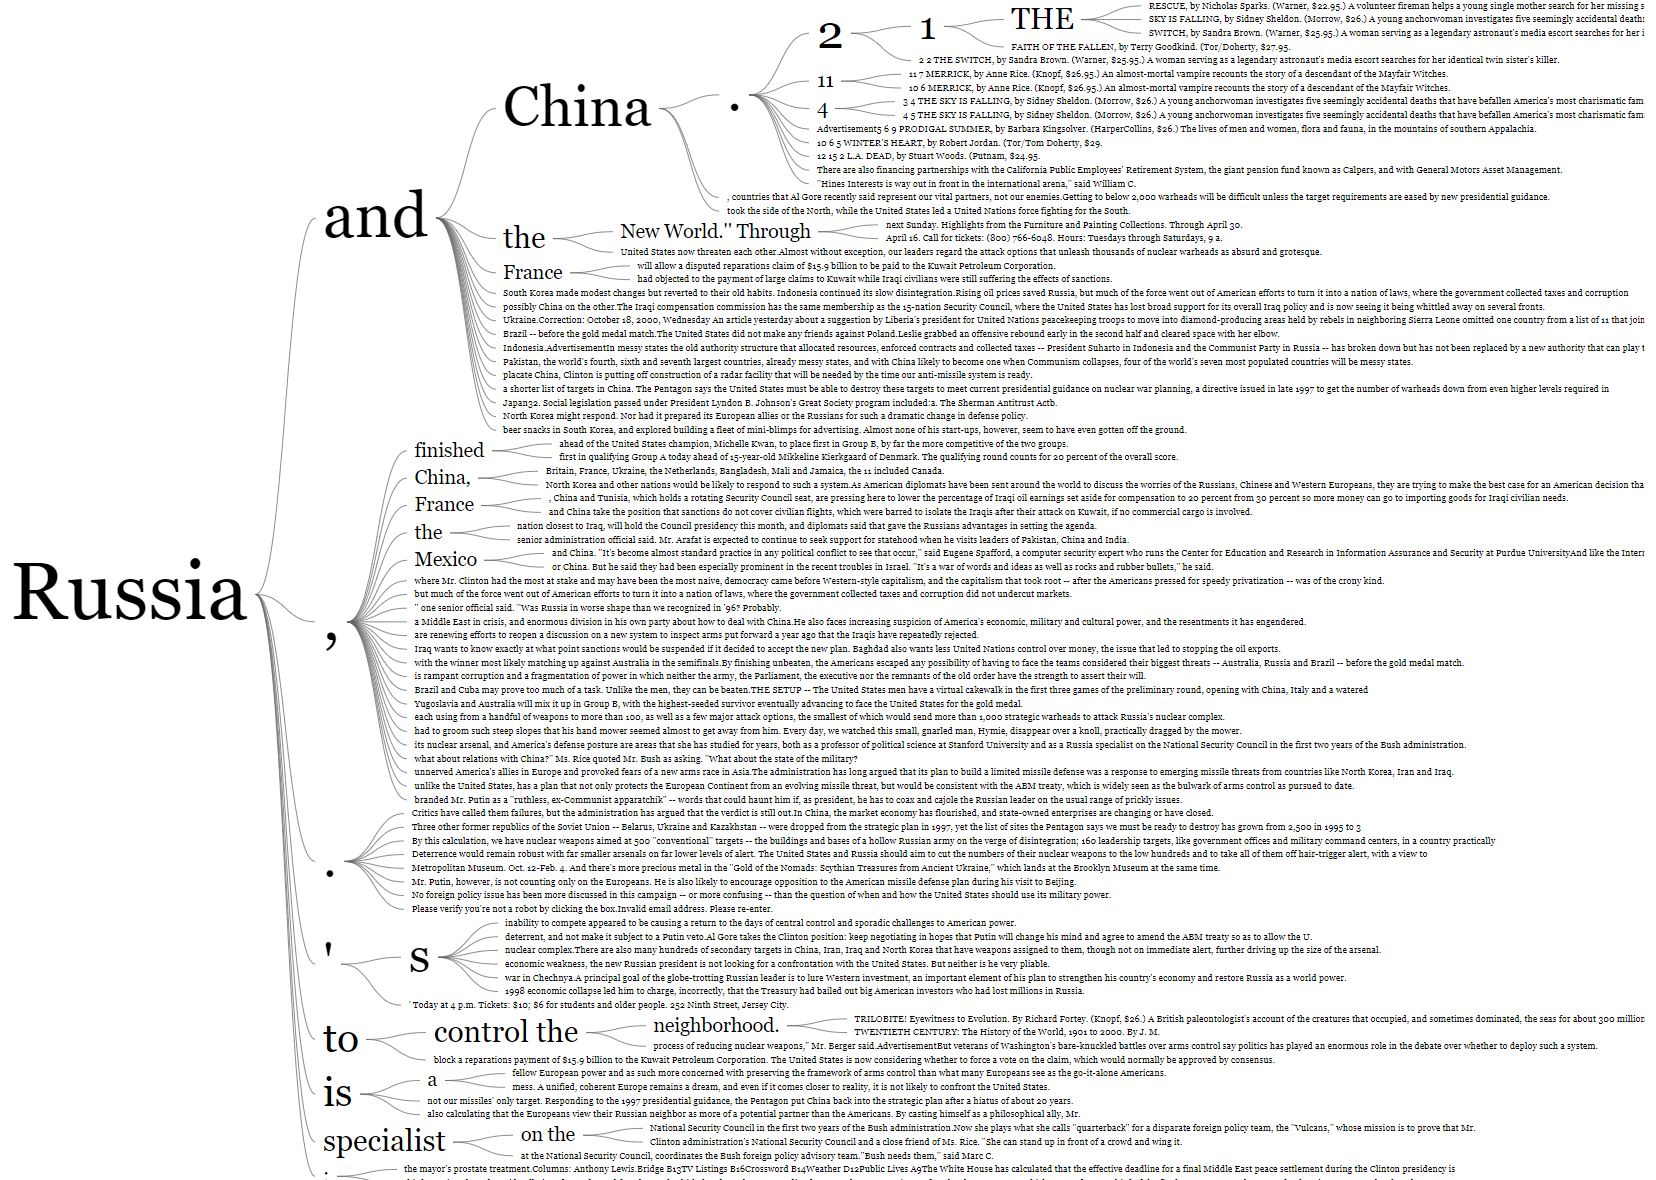 Russia
and
China
.
2
1
THE
RESCUE, by Nicholas Sparks. (Warner, $22.95.) A volunteer fireman helps a young single mother search for her missing s
SKY IS FALLING, by Sidney Sheldon. (Morrow, $26.) A young anchorwoman investigates five seemingly accidental deaths
SWITCH, by Sandra Brown. (Warner, $25.95.) A woman serving as a legendary astronaut's media escort searches for her i
FAITH OF THE FALLEN, by Terry Goodkind. (Tor/Doherty, $27.95.
2 2 THE SWITCH, by Sandra Brown. (Warner, $25.95.) A woman serving as a legendary astronaut's media escort searches for her identical twin sister's killer.
11
11 7 MERRICK, by Anne Rice. (Knopf, $26.95.) An almost-mortal vampire recounts the story of a descendant of the Mayfair Witches.
10 6 MERRICK, by Anne Rice. (Knopf, $26.95.) An almost-mortal vampire recounts the story of a descendant of the Mayfair Witches.
4
3 4 THE SKY IS FALLING, by Sidney Sheldon. (Morrow, $26.) A young anchorwoman investigates five seemingly accidental deaths that have befallen America's most charismatic fam
4 5 THE SKY IS FALLING, by Sidney Sheldon. (Morrow, $26.) A young anchorwoman investigates five seemingly accidental deaths that have befallen America's most charismatic fam
Advertisement5 6 9 PRODIGAL SUMMER, by Barbara Kingsolver. (HarperCollins, $26.) The lives of men and women, flora and fauna, in the mountains of southern Appalachia.
10 6 5 WINTER'S HEART, by Robert Jordan. (Tor/Tom Doherty, $29.
12 15 2 L.A. DEAD, by Stuart Woods. (Putnam, $24.95.
There are also financing partnerships with the California Public Employees' Retirement System, the giant pension fund known as Calpers, and with General Motors Asset Management.
"Hines Interests is way out in front in the international arena," said William C.
, countries that Al Gore recently said represent our vital partners, not our enemies.Getting to below 2,000 warheads will be difficult unless the target requirements are eased by new presidential guidance.
took the side of the North, while the United States led a United Nations force fighting for the South.
the
New World." Through
next Sunday. Highlights from the Furniture and Painting Collections. Through April 30.
April 16. Call for tickets: (800) 766-6048. Hours: Tuesdays through Saturdays, 9 a.
United States now threaten each other.Almost without exception, our leaders regard the attack options that unleash thousands of nuclear warheads as absurd and grotesque.
France
will allow a disputed reparations claim of $15.9 billion to be paid to the Kuwait Petroleum Corporation.
had objected to the payment of large claims to Kuwait while Iraqi civilians were still suffering the effects of sanctions.
South Korea made modest changes but reverted to their old habits. Indonesia continued its slow disintegration.Rising oil prices saved Russia, but much of the force went out of American efforts to turn it into a nation of laws, where the government collected taxes and corruption
possibly China on the other.The Iraqi compensation commission has the same membership as the 15-nation Security Council, where the United States has lost broad support for its overall Iraq policy and is now seeing it being whittled away on several fronts.
Ukraine.Correction: October 18, 2000, Wednesday An article yesterday about a suggestion by Liberia's president for United Nations peacekeeping troops to move into diamond-producing areas held by rebels in neighboring Sierra Leone omitted one country from a list of 11 that join
Brazil -- before the gold medal match.The United States did not make any friends against Poland.Leslie grabbed an offensive rebound early in the second half and cleared space with her elbow.
Indonesia.AdvertisementIn messy states the old authority structure that allocated resources, enforced contracts and collected taxes -- President Suharto in Indonesia and the Communist Party in Russia -- has broken down but has not been replaced by a new authority that can play t
Pakistan, the world's fourth, sixth and seventh largest countries, already messy states, and with China likely to become one when Communism collapses, four of the world's seven most populated countries will be messy states.
placate China, Clinton is putting off construction of a radar facility that will be needed by the time our anti-missile system is ready.
a shorter list of targets in China. The Pentagon says the United States must be able to destroy these targets to meet current presidential guidance on nuclear war planning, a directive issued in late 1997 to get the number of warheads down from even higher levels required in
Japan32. Social legislation passed under President Lyndon B. Johnson's Great Society program included:a. The Sherman Antitrust Actb.
North Korea might respond. Nor had it prepared its European allies or the Russians for such a dramatic change in defense policy.
beer snacks in South Korea, and explored building a fleet of mini-blimps for advertising. Almost none of his start-ups, however, seem to have even gotten off the ground.
,
finished
ahead of the United States champion, Michelle Kwan, to place first in Group B, by far the more competitive of the two groups.
first in qualifying Group A today ahead of 15-year-old Mikkeline Kierkgaard of Denmark. The qualifying round counts for 20 percent of the overall score.
China,
Britain, France, Ukraine, the Netherlands, Bangladesh, Mali and Jamaica, the 11 included Canada.
North Korea and other nations would be likely to respond to such a system.As American diplomats have been sent around the world to discuss the worries of the Russians, Chinese and Western Europeans, they are trying to make the best case for an American decision tha
France
, China and Tunisia, which holds a rotating Security Council seat, are pressing here to lower the percentage of Iraqi oil earnings set aside for compensation to 20 percent from 30 percent so more money can go to importing goods for Iraqi civilian needs.
and China take the position that sanctions do not cover civilian flights, which were barred to isolate the Iraqis after their attack on Kuwait, if no commercial cargo is involved.
the
nation closest to Iraq, will hold the Council presidency this month, and diplomats said that gave the Russians advantages in setting the agenda.
senior administration official said. Mr. Arafat is expected to continue to seek support for statehood when he visits leaders of Pakistan, China and India.
Mexico
and China. "It's become almost standard practice in any political conflict to see that occur," said Eugene Spafford, a computer security expert who runs the Center for Education and Research in Information Assurance and Security at Purdue UniversityAnd like the Inter
or China. But he said they had been especially prominent in the recent troubles in Israel. "It's a war of words and ideas as well as rocks and rubber bullets," he said.
where Mr. Clinton had the most at stake and may have been the most naive, democracy came before Western-style capitalism, and the capitalism that took root -- after the Americans pressed for speedy privatization -- was of the crony kind.
but much of the force went out of American efforts to turn it into a nation of laws, where the government collected taxes and corruption did not undercut markets.
" one senior official said. "Was Russia in worse shape than we recognized in '96? Probably.
a Middle East in crisis, and enormous division in his own party about how to deal with China.He also faces increasing suspicion of America's economic, military and cultural power, and the resentments it has engendered.
are renewing efforts to reopen a discussion on a new system to inspect arms put forward a year ago that the Iraqis have repeatedly rejected.
Iraq wants to know exactly at what point sanctions would be suspended if it decided to accept the new plan. Baghdad also wants less United Nations control over money, the issue that led to stopping the oil exports.
with the winner most likely matching up against Australia in the semifinals.By finishing unbeaten, the Americans escaped any possibility of having to face the teams considered their biggest threats -- Australia, Russia and Brazil -- before the gold medal match.
is rampant corruption and a fragmentation of power in which neither the army, the Parliament, the executive nor the remnants of the old order have the strength to assert their will.
Brazil and Cuba may prove too much of a task. Unlike the men, they can be beaten.THE SETUP -- The United States men have a virtual cakewalk in the first three games of the preliminary round, opening with China, Italy and a watered
Yugoslavia and Australia will mix it up in Group B, with the highest-seeded survivor eventually advancing to face the United States for the gold medal.
each using from a handful of weapons to more than 100, as well as a few major attack options, the smallest of which would send more than 1,000 strategic warheads to attack Russia's nuclear complex.
had to groom such steep slopes that his hand mower seemed almost to get away from him. Every day, we watched this small, gnarled man, Hymie, disappear over a knoll, practically dragged by the mower.
its nuclear arsenal, and America's defense posture are areas that she has studied for years, both as a professor of political science at Stanford University and as a Russia specialist on the National Security Council in the first two years of the Bush administration.
what about relations with China?" Ms. Rice quoted Mr. Bush as asking. "What about the state of the military?
unnerved America's allies in Europe and provoked fears of a new arms race in Asia.The administration has long argued that its plan to build a limited missile defense was a response to emerging missile threats from countries like North Korea, Iran and Iraq.
unlike the United States, has a plan that not only protects the European Continent from an evolving missile threat, but would be consistent with the ABM treaty, which is widely seen as the bulwark of arms control as pursued to date.
branded Mr. Putin as a "ruthless, ex-Communist apparatchik" -- words that could haunt him if, as president, he has to coax and cajole the Russian leader on the usual range of prickly issues.
.
Critics have called them failures, but the administration has argued that the verdict is still out.In China, the market economy has flourished, and state-owned enterprises are changing or have closed.
Three other former republics of the Soviet Union -- Belarus, Ukraine and Kazakhstan -- were dropped from the strategic plan in 1997, yet the list of sites the Pentagon says we must be ready to destroy has grown from 2,500 in 1995 to 3
By this calculation, we have nuclear weapons aimed at 500 "conventional" targets -- the buildings and bases of a hollow Russian army on the verge of disintegration; 160 leadership targets, like government offices and military command centers, in a country practically
Deterrence would remain robust with far smaller arsenals on far lower levels of alert. The United States and Russia should aim to cut the numbers of their nuclear weapons to the low hundreds and to take all of them off hair-trigger alert, with a view to
Metropolitan Museum. Oct. 12-Feb. 4. And there's more precious metal in the "Gold of the Nomads: Scythian Treasures from Ancient Ukraine," which lands at the Brooklyn Museum at the same time.
Mr. Putin, however, is not counting only on the Europeans. He is also likely to encourage opposition to the American missile defense plan during his visit to Beijing.
No foreign policy issue has been more discussed in this campaign -- or more confusing -- than the question of when and how the United States should use its military power.
Please verify you're not a robot by clicking the box.Invalid email address. Please re-enter.
'
s
inability to compete appeared to be causing a return to the days of central control and sporadic challenges to American power.
deterrent, and not make it subject to a Putin veto.Al Gore takes the Clinton position: keep negotiating in hopes that Putin will change his mind and agree to amend the ABM treaty so as to allow the U.
nuclear complex.There are also many hundreds of secondary targets in China, Iran, Iraq and North Korea that have weapons assigned to them, though not on immediate alert, further driving up the size of the arsenal.
economic weakness, the new Russian president is not looking for a confrontation with the United States. But neither is he very pliable.
war in Chechnya.A principal goal of the globe-trotting Russian leader is to lure Western investment, an important element of his plan to strengthen his country's economy and restore Russia as a world power.
1998 economic collapse led him to charge, incorrectly, that the Treasury had bailed out big American investors who had lost millions in Russia.
' Today at 4 p.m. Tickets: $10; $6 for students and older people. 252 Ninth Street, Jersey City.
to
control the
neighborhood.
TRILOBITE! Eyewitness to Evolution. By Richard Fortey. (Knopf, $26.) A British paleontologist's account of the creatures that occupied, and sometimes dominated, the seas for about 300 million
TWENTIETH CENTURY: The History of the World, 1901 to 2000. By J. M.
process of reducing nuclear weapons," Mr. Berger said.AdvertisementBut veterans of Washington's bare-knuckled battles over arms control say politics has played an enormous role in the debate over whether to deploy such a system.
block a reparations payment of $15.9 billion to the Kuwait Petroleum Corporation. The United States is now considering whether to force a vote on the claim, which would normally be approved by consensus.
is
a
fellow European power and as such more concerned with preserving the framework of arms control than what many Europeans see as the go-it-alone Americans.
mess. A unified, coherent Europe remains a dream, and even if it comes closer to reality, it is not likely to confront the United States.
not our missiles' only target. Responding to the 1997 presidential guidance, the Pentagon put China back into the strategic plan after a hiatus of about 20 years.
also calculating that the Europeans view their Russian neighbor as more of a potential partner than the Americans. By casting himself as a philosophical ally, Mr.
specialist
on the
National Security Council in the first two years of the Bush administration.Now she plays what she calls "quarterback" for a disparate foreign policy team, the "Vulcans," whose mission is to prove that Mr.
Clinton administration's National Security Council and a close friend of Ms. Rice. "She can stand up in front of a crowd and wing it.
at the National Security Council, coordinates the Bush foreign policy advisory team."Bush needs them," said Marc C.
the mayor's prostate treatment.Columns: Anthony Lewis.Bridge B13TV Listings B16Crossword B14Weather D12Public Lives A9The White House has calculated that the effective deadline for a final Middle East peace settlement during the Clinton presidency is